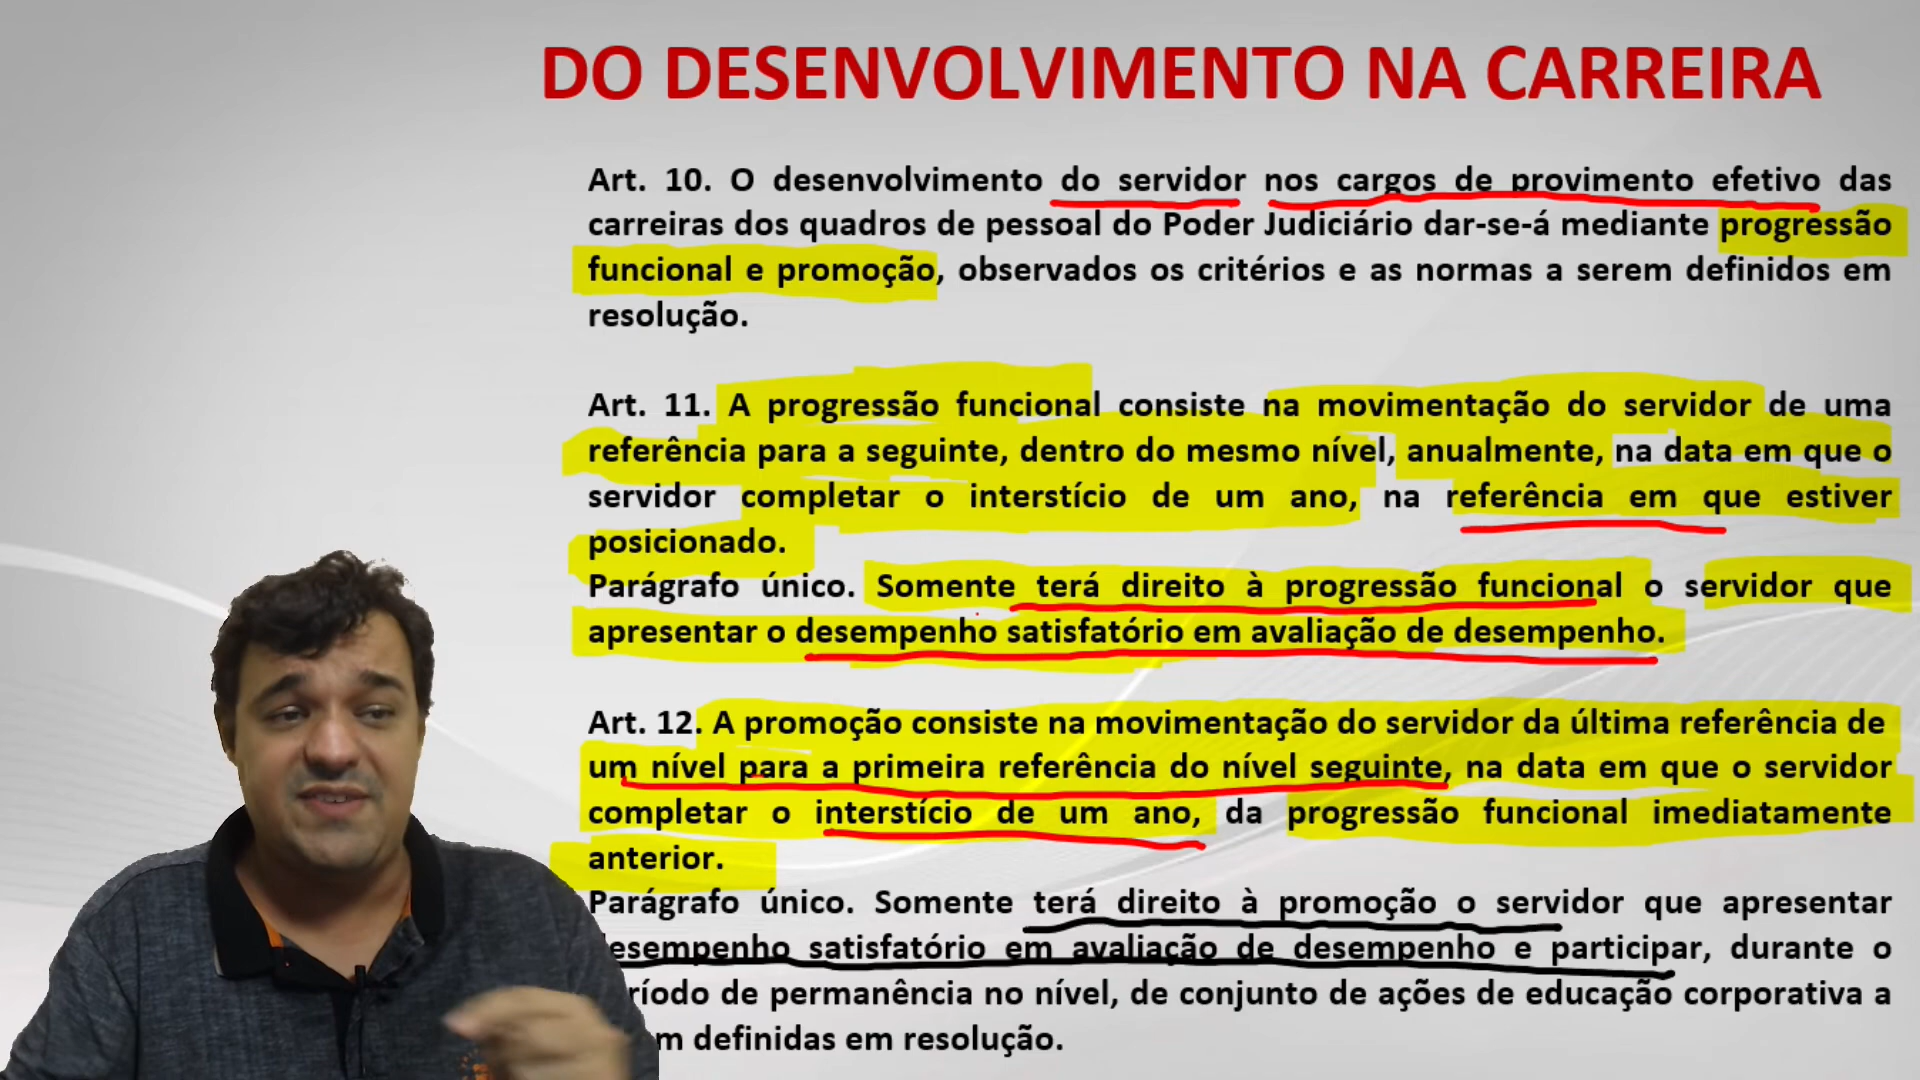 DO DESENVOLVIMENTO NA CARREIRA
Art. 10. O desenvolvimento do servidor nos cargos de provimento efetivo das
carreiras dos quadros de pessoal do Poder Judiciário dar-se-á mediante progressão
funcional e promoção, observados os critérios e as normas a serem definidos em
resolução.
Art. 11. A progressão funcional consiste na movimentação do servidor de uma
referência para a seguinte, dentro do mesmo nível, anualmente, na data em que o
servidor completar o interstício de um ano, na referência em que estiver
posicionado.
Parágrafo único. Somente terá direito à progressão funcional o servidor que
apresentar o desempenho satisfatório em avaliação de desempenho.
Art. 12. A promoção consiste na movimentação do servidor da última referência de
um nível para a primeira referência do nível seguinte, na data em que o servidor
completar o interstício de um ano, da progressão funcional imediatamente
anterior.
Parágrafo único. Somente terá direito à promoção o servidor que apresentar
esempenho satisfatório em avaliação de desempenho e participar, durante o
ríodo de permanência no nível, de conjunto de ações de educação corporativa a
m definidas em resolução.